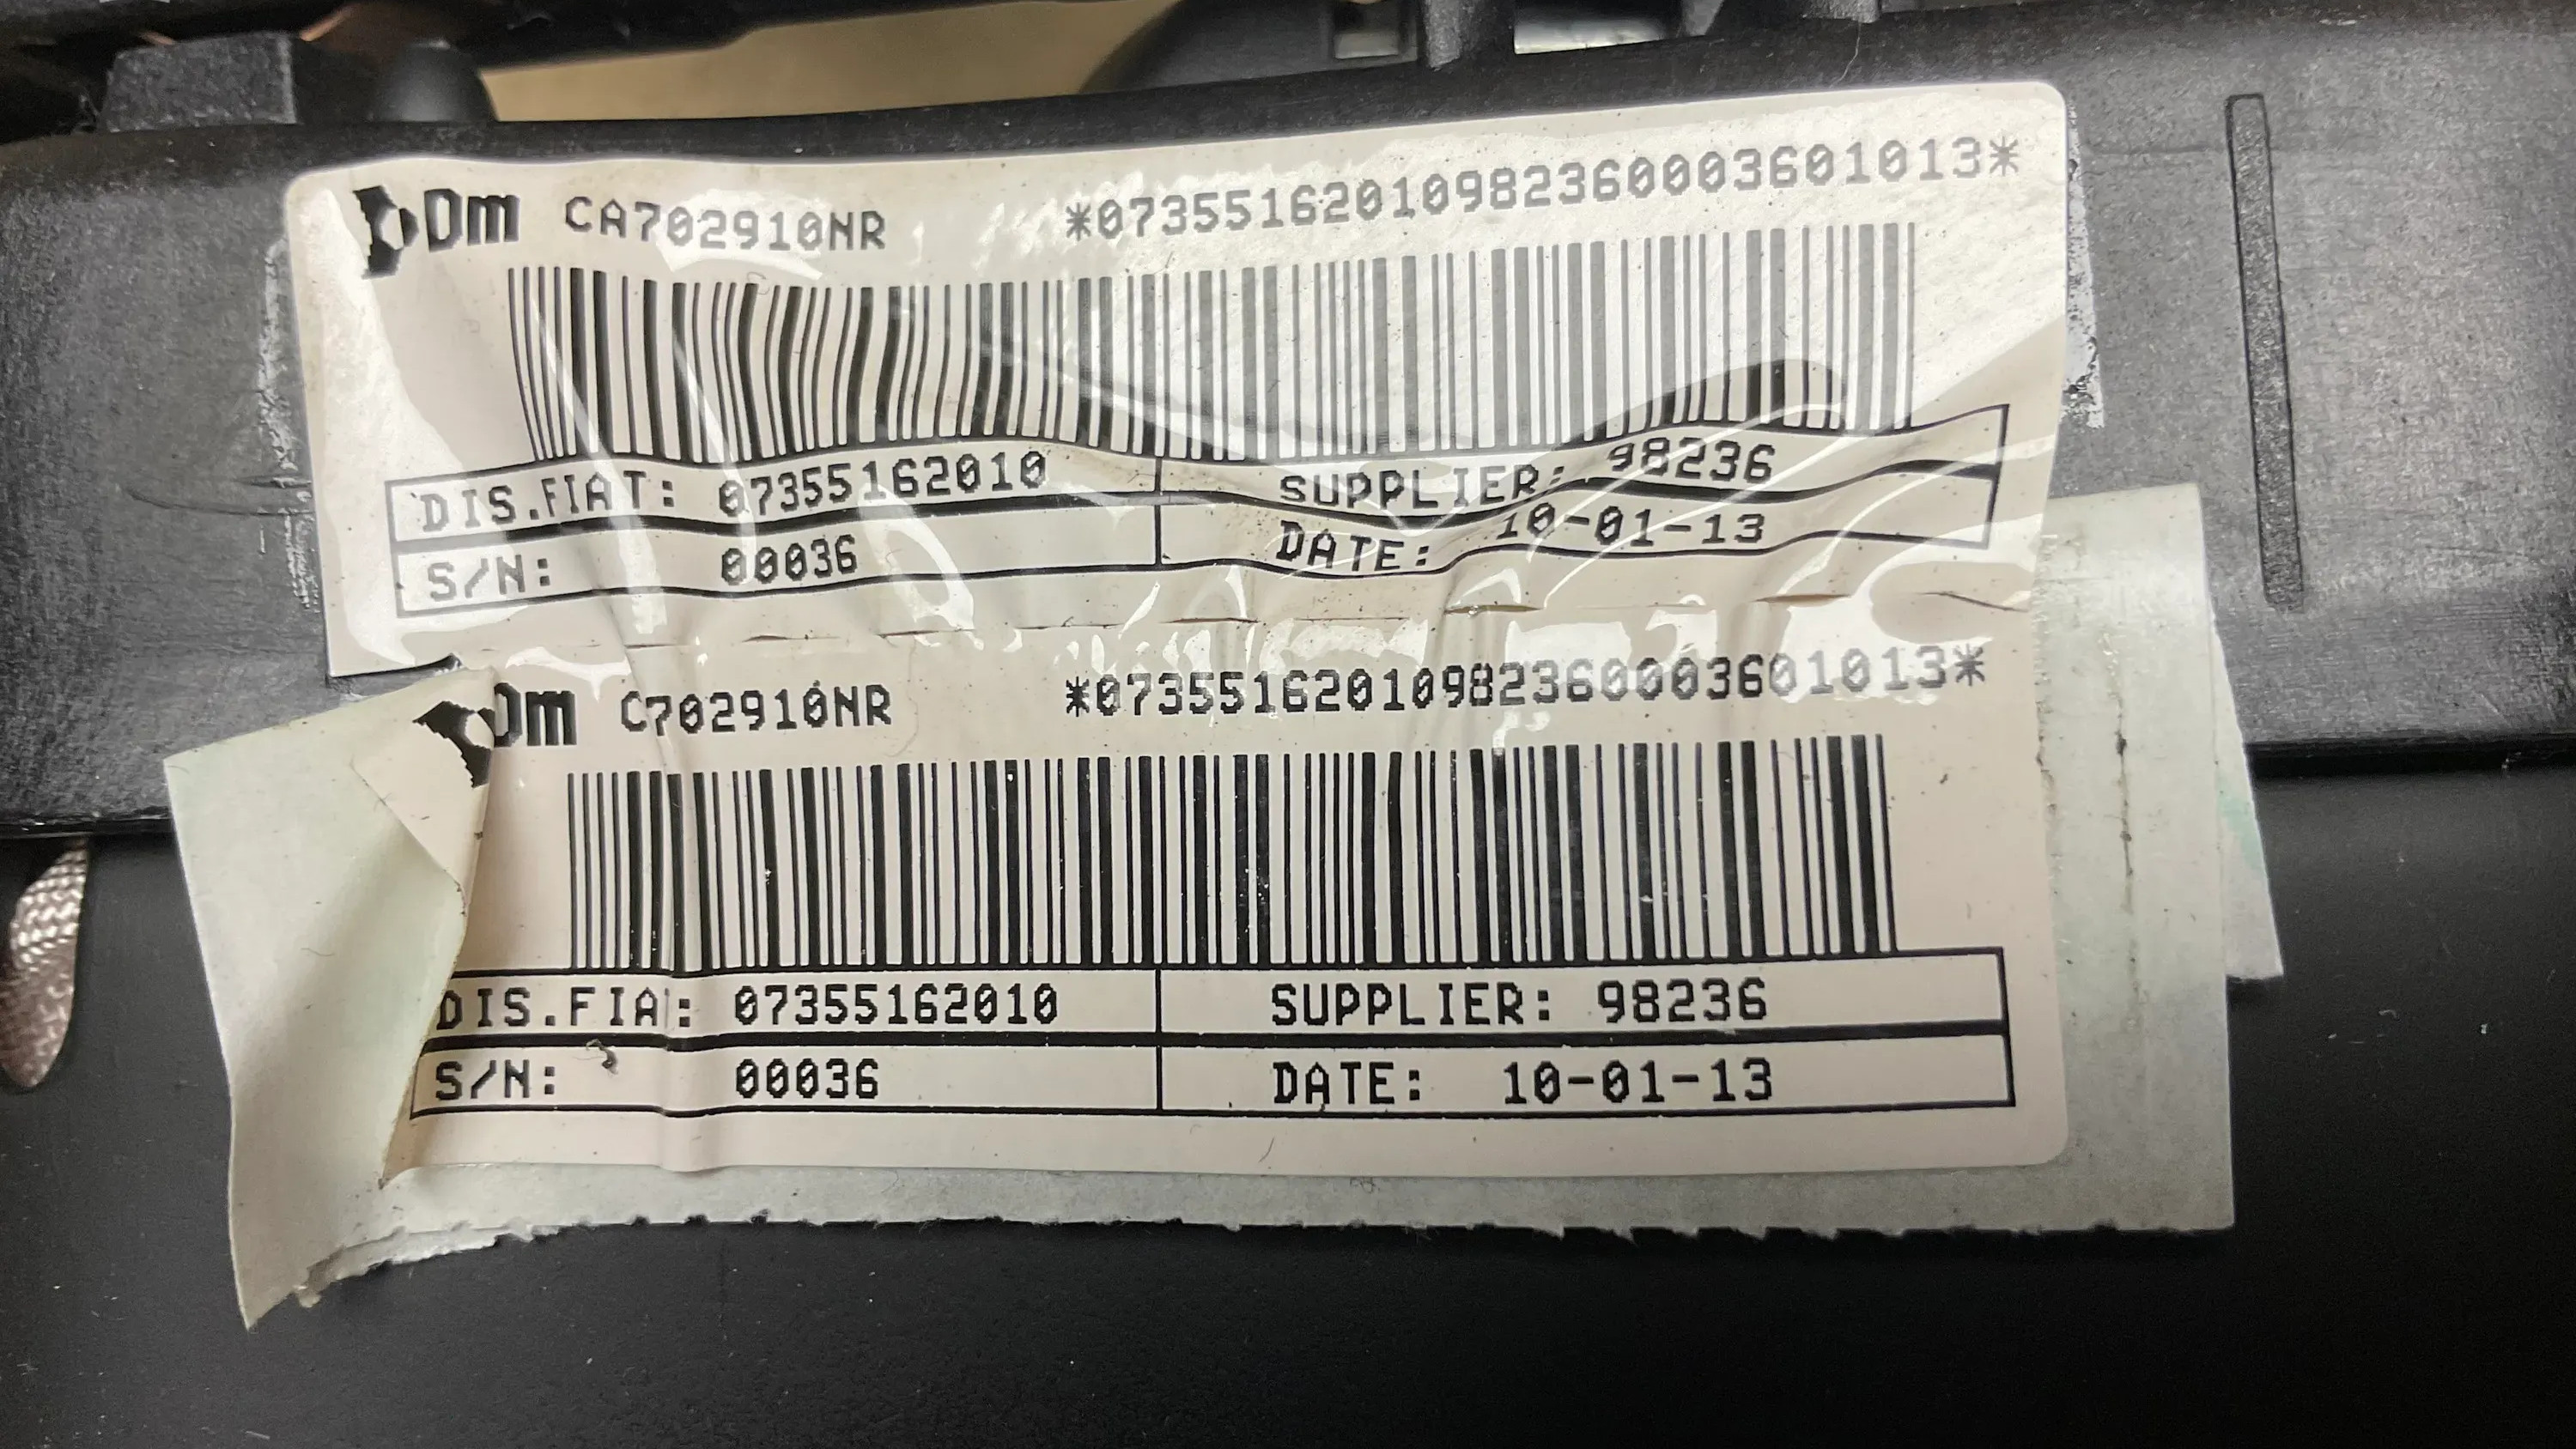 Dm CA702910NR *07355162010982360003601013*
DIS.FIAT: 07355162010 SUPPLIER: 98236
S/N: 00036 DATE: 10-01-13
Dm C702910NR *07355162010982360003601013*
DIS.FIA: 07355162010 SUPPLIER: 98236
S/N: 00036 DATE: 10-01-13